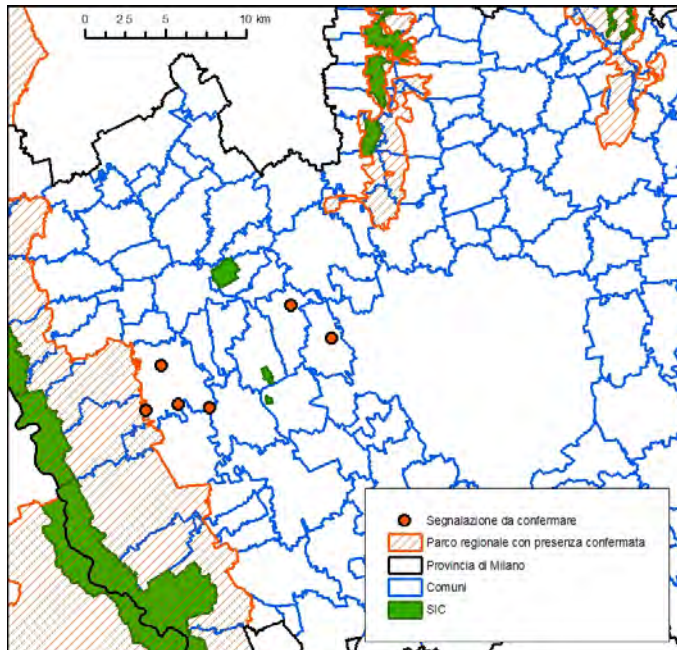 0 2.5 5 10 km
Segnalazione da confermare
Parco regionale con presenza confermata
Provincia di Milano
Comuni
SIC